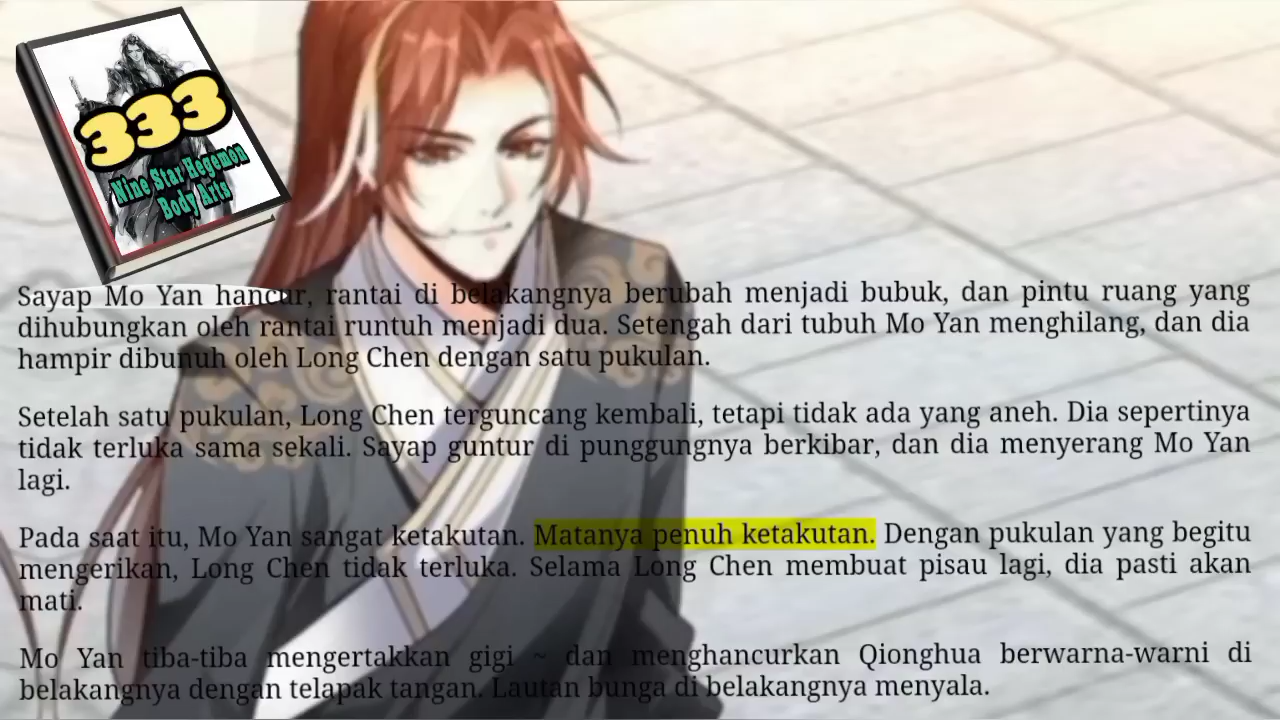 333
Nine Star Hegemon
Body Arts
Sayap Mo Yan hancur, rantai di belakangnya berubah menjadi bubuk, dan pintu ruang yang
dihubungkan oleh rantai runtuh menjadi dua. Setengah dari tubuh Mo Yan menghilang, dan dia
hampir dibunuh oleh Long Chen dengan satu pukulan.
Setelah satu pukulan, Long Chen terguncang kembali, tetapi tidak ada yang aneh. Dia sepertinya
tidak terluka sama sekali. Sayap guntur di punggungnya berkibar, dan dia menyerang Mo Yan
lagi.
Pada saat itu, Mo Yan sangat ketakutan. Matanya penuh ketakutan. Dengan pukulan yang begitu
mengerikan, Long Chen tidak terluka. Selama Long Chen membuat pisau lagi, dia pasti akan
mati.
Mo Yan tiba-tiba mengertakkan gigi ~ dan menghancurkan Qionghua berwarna-warni di
belakangnya dengan telapak tangan. Lautan bunga di belakangnya menyala.